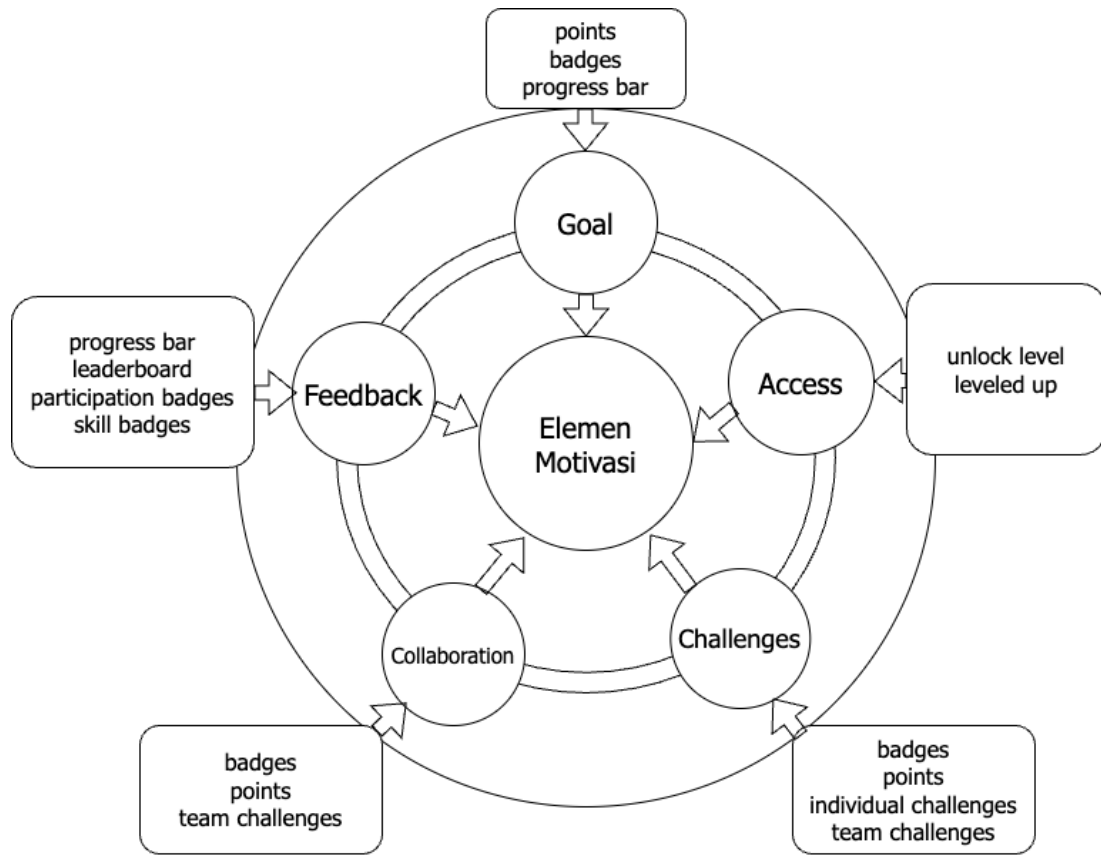 points
badges
progress bar
Goal
progress bar
leaderboard
participation badges
skill badges
Feedback
Elemen
Motivasi
Access
unlock level
leveled up
Collaboration
Challenges
badges
points
team challenges
badges
points
individual challenges
team challenges